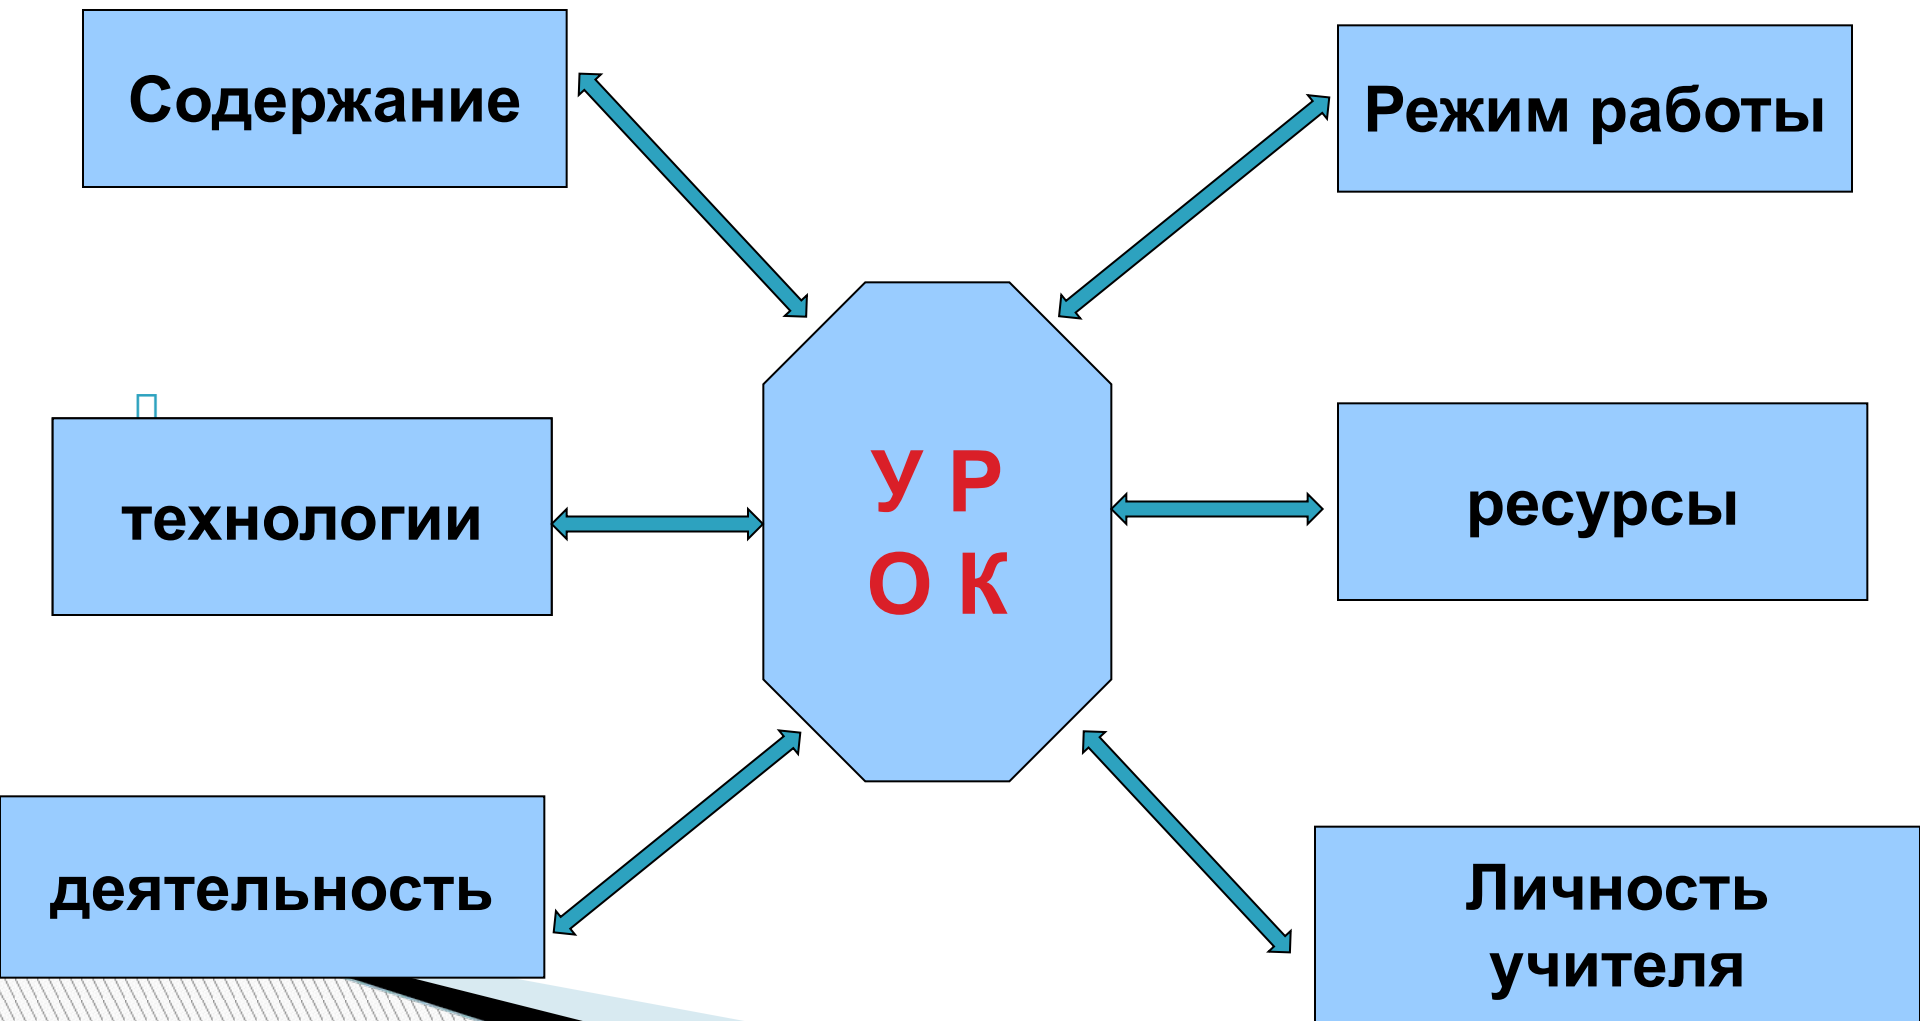 Содержание
Режим работы
технологии
У Р
О К
ресурсы
деятельность
Личность
учителя